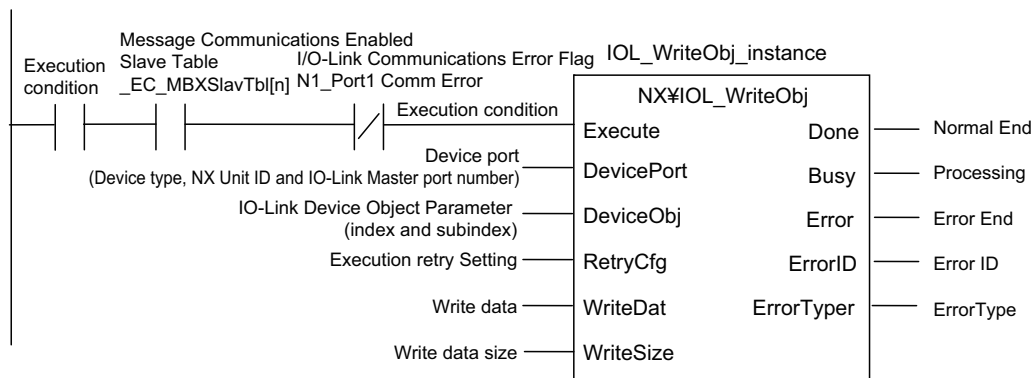 Message Communications Enabled
Execution condition
Slave Table
_EC_MBXSlavTbl[n]
I/O-Link Communications Error Flag
N1_Port1 Comm Error
IOL_WriteObj_instance
NX¥IOL_WriteObj
Execution condition
Execute
Done
Normal End
Device port
(Device type, NX Unit ID and IO-Link Master port number)
DevicePort
Busy
Processing
IO-Link Device Object Parameter
(index and subindex)
DeviceObj
Error
Error End
Execution retry Setting
RetryCfg
ErrorID
Error ID
Write data
WriteDat
ErrorTyper
ErrorType
Write data size
WriteSize